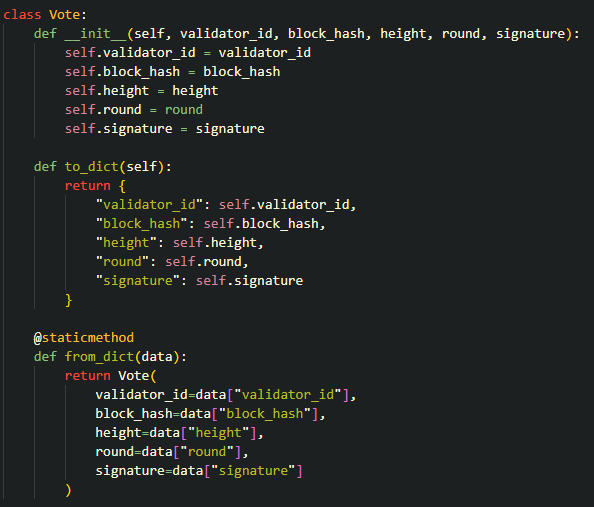 class Vote:
    def __init__(self, validator_id, block_hash, height, round, signature):
        self.validator_id = validator_id
        self.block_hash = block_hash
        self.height = height
        self.round = round
        self.signature = signature

    def to_dict(self):
        return {
            "validator_id": self.validator_id,
            "block_hash": self.block_hash,
            "height": self.height,
            "round": self.round,
            "signature": self.signature
        }

    @staticmethod
    def from_dict(data):
        return Vote(
            validator_id=data["validator_id"],
            block_hash=data["block_hash"],
            height=data["height"],
            round=data["round"],
            signature=data["signature"]
        )